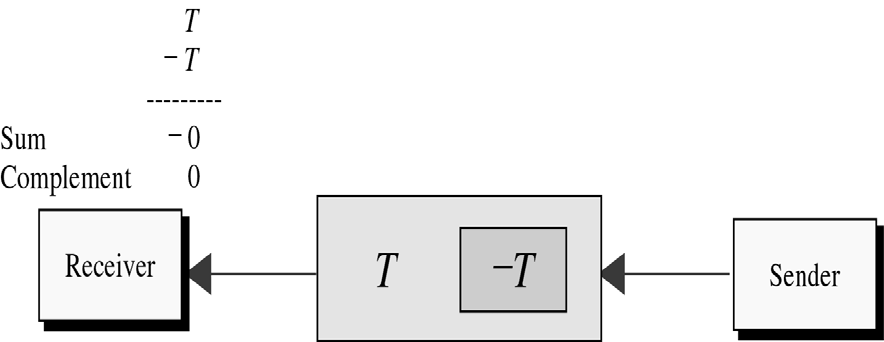 T
−T
----------
Sum −0
Complement 0
Receiver
T −T
Sender